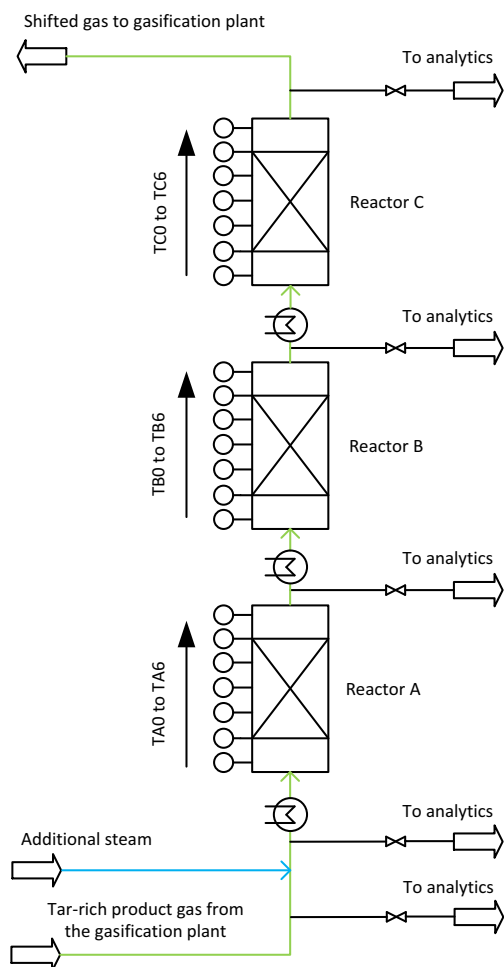 Shifted gas to gasification plant
To analytics
TC0 to TC6
Reactor C
To analytics
TB0 to TB6
Reactor B
To analytics
TA0 to TA6
Reactor A
To analytics
Additional steam
To analytics
Tar-rich product gas from
the gasification plant